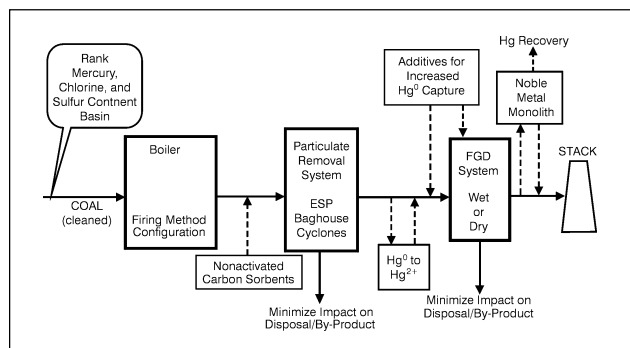 Rank
Mercury,
Chlorine, and
Sulfur Contnent
Basin
COAL
(cleaned)
Boiler
Firing Method
Configuration
Nonactivated
Carbon Sorbents
Particulate
Removal
System
ESP
Baghouse
Cyclones
Minimize Impact on
Disposal/By-Product
Additives for
Increased
Hg⁰ Capture
Hg⁰ to
Hg²⁺
FGD
System
Wet
or
Dry
Minimize Impact on
Disposal/By-Product
Hg Recovery
Noble
Metal
Monolith
STACK